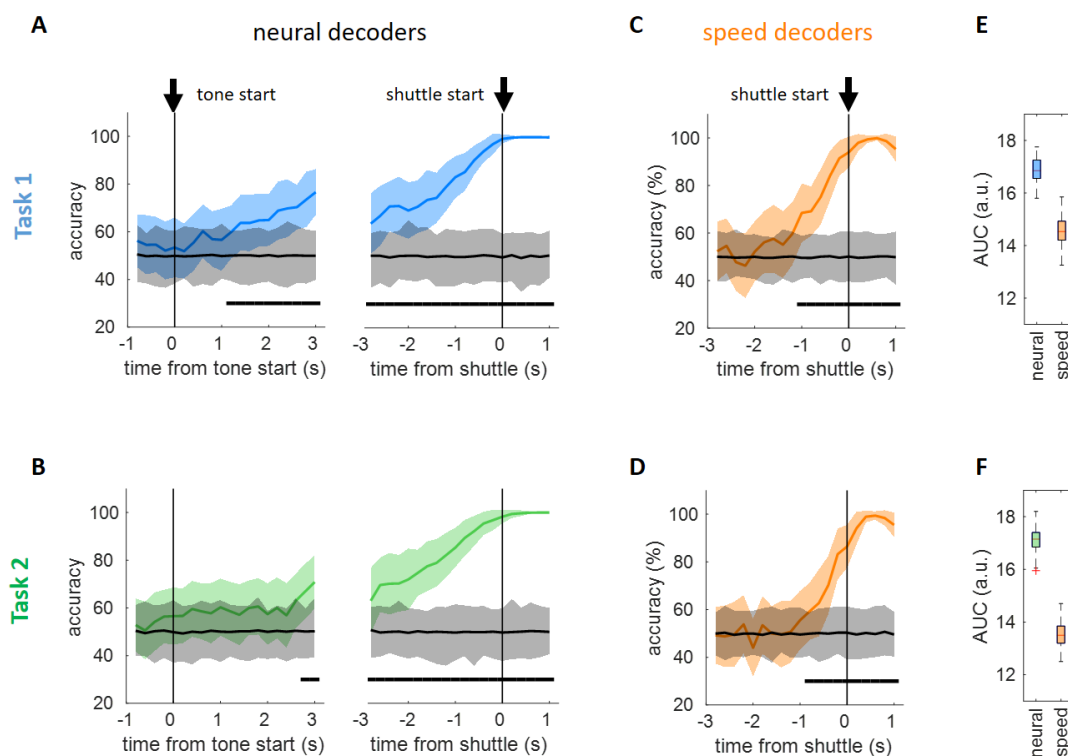 A
neural decoders
C
speed decoders
E
tone start
shuttle start
shuttle start
Task 1
accuracy
100
80
60
40
20
-1 0 1 2 3
time from tone start (s)
-3 -2 -1 0 1
time from shuttle (s)
accuracy (%)
100
80
60
40
20
-3 -2 -1 0 1
time from shuttle (s)
AUC (a.u.)
18
16
14
12
neural
speed
B
D
F
Task 2
accuracy
100
80
60
40
20
-1 0 1 2 3
time from tone start (s)
-3 -2 -1 0 1
time from shuttle (s)
accuracy (%)
100
80
60
40
20
-3 -2 -1 0 1
time from shuttle (s)
AUC (a.u.)
18
16
14
12
neural
speed